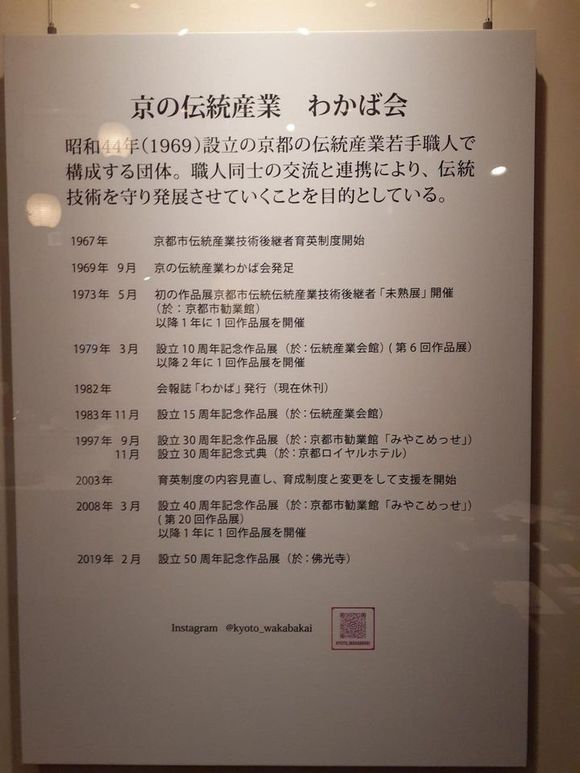 京の伝統産業　わかば会
昭和44年(1969)設立の京都の伝統産業若手職人で
構成する団体。職人同士の交流と連携により、伝統
技術を守り発展させていくことを目的としている。
1967年　京都市伝統産業技術後継者育英制度開始
1969年 9月　京の伝統産業わかば会発足
1973年 5月　初の作品展京都市伝統伝統産業技術後継者「未熟展」開催
（於：京都市勧業館）
以降1年に1回作品展を開催
1979年 3月　設立10周年記念作品展（於：伝統産業会館）(第6回作品展）
以降2年に1回作品展を開催
1982年　会報誌「わかば」発行（現在休刊）
1983年11月　設立15周年記念作品展（於：伝統産業会館）
1997年 9月　設立30周年記念作品展（於：京都市勧業館「みやこめっせ」）
11月　設立30周年記念式典（於：京都ロイヤルホテル）
2003年　育英制度の内容見直し、育成制度と変更をして支援を開始
2008年 3月　設立40周年記念作品展（於：京都市勧業館「みやこめっせ」）
(第20回作品展）
以降1年に1回作品展を開催
2019年 2月　設立50周年記念作品展（於：佛光寺）
Instagram　@kyoto_wakabakai
KYOTO_WAKABAKAI